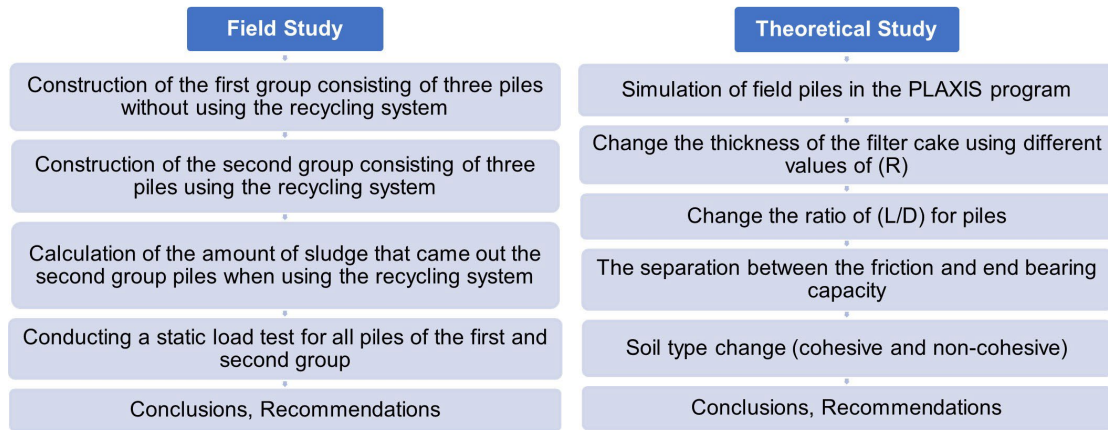 Field Study
Construction of the first group consisting of three piles
without using the recycling system
Construction of the second group consisting of three
piles using the recycling system
Calculation of the amount of sludge that came out the
second group piles when using the recycling system
Conducting a static load test for all piles of the first and
second group
Conclusions, Recommendations
Theoretical Study
Simulation of field piles in the PLAXIS program
Change the thickness of the filter cake using different
values of (R)
Change the ratio of (L/D) for piles
The separation between the friction and end bearing
capacity
Soil type change (cohesive and non-cohesive)
Conclusions, Recommendations